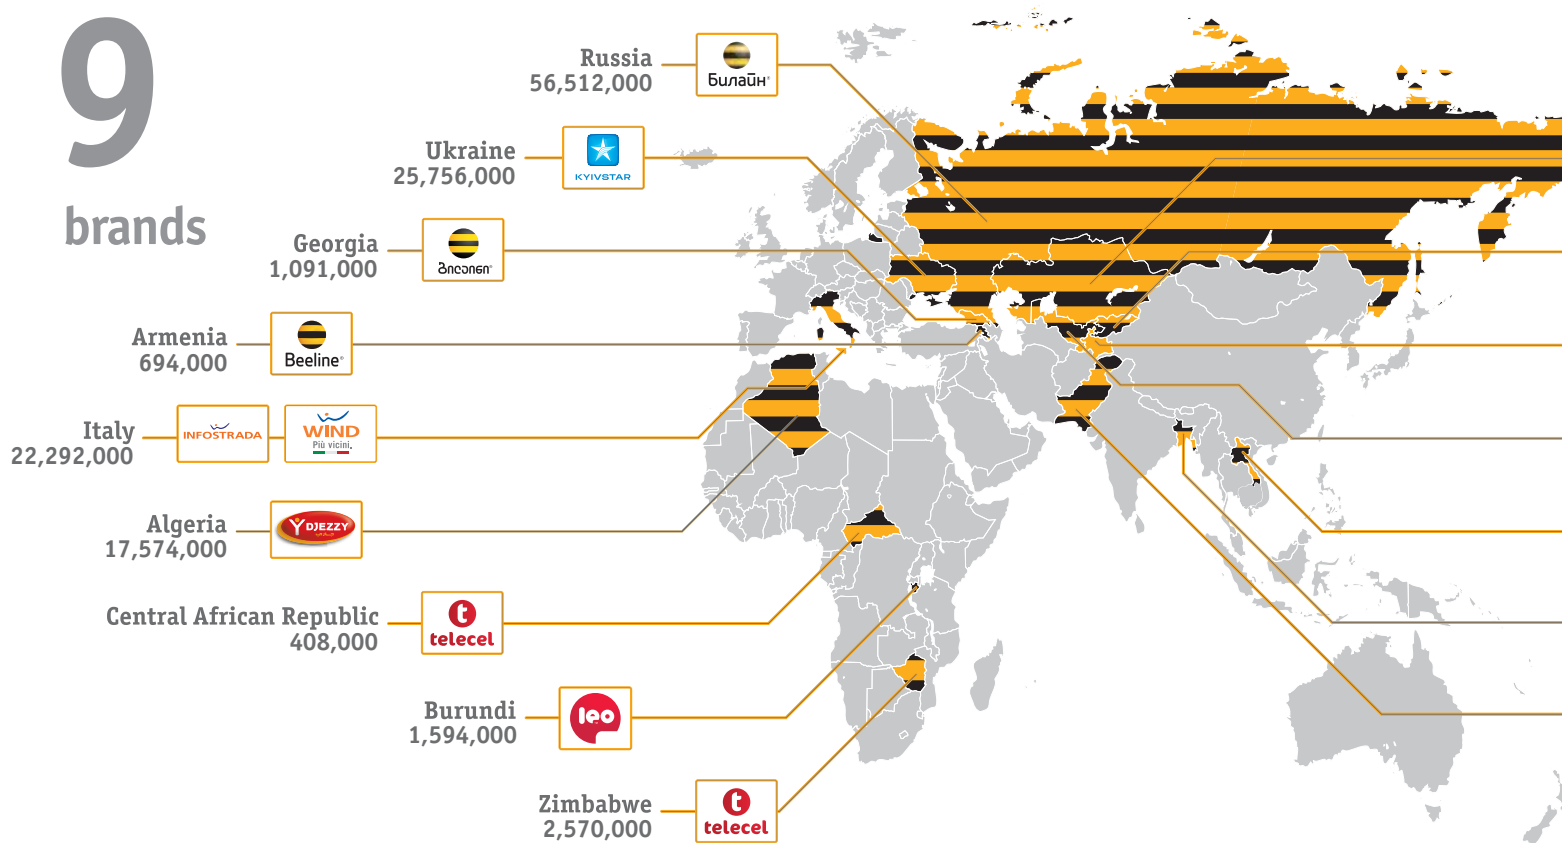 9
brands
Russia
56,512,000
Билайн®
Ukraine
25,756,000
KYIVSTAR
Georgia
1,091,000
ბილაინი®
Armenia
694,000
Beeline®
Italy
22,292,000
INFOSTRADA
WIND
Più vicini.
Algeria
17,574,000
DJEZZY
Central African Republic
408,000
t
telecel
Burundi
1,594,000
leo
Zimbabwe
2,570,000
t
telecel